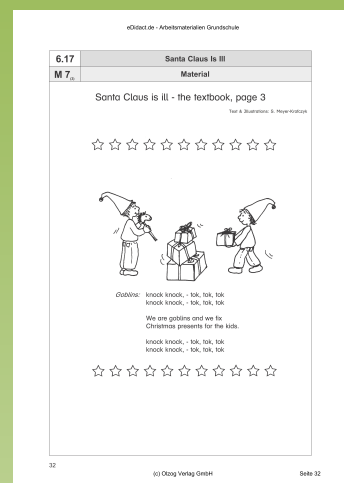 eDidact.de - Arbeitsmaterialien Grundschule
6.17 Santa Claus Is Ill
M 7 Material
Santa Claus is ill - the textbook, page 3
Text & Illustrations: S. Meyer-Krafczyk
Goblins: knock knock, - tok, tok, tok
knock knock, - tok, tok, tok
We are goblins and we fix
Christmas presents for the kids.
knock knock, - tok, tok, tok
knock knock, - tok, tok, tok
32
(c) Olzog Verlag GmbH Seite 32